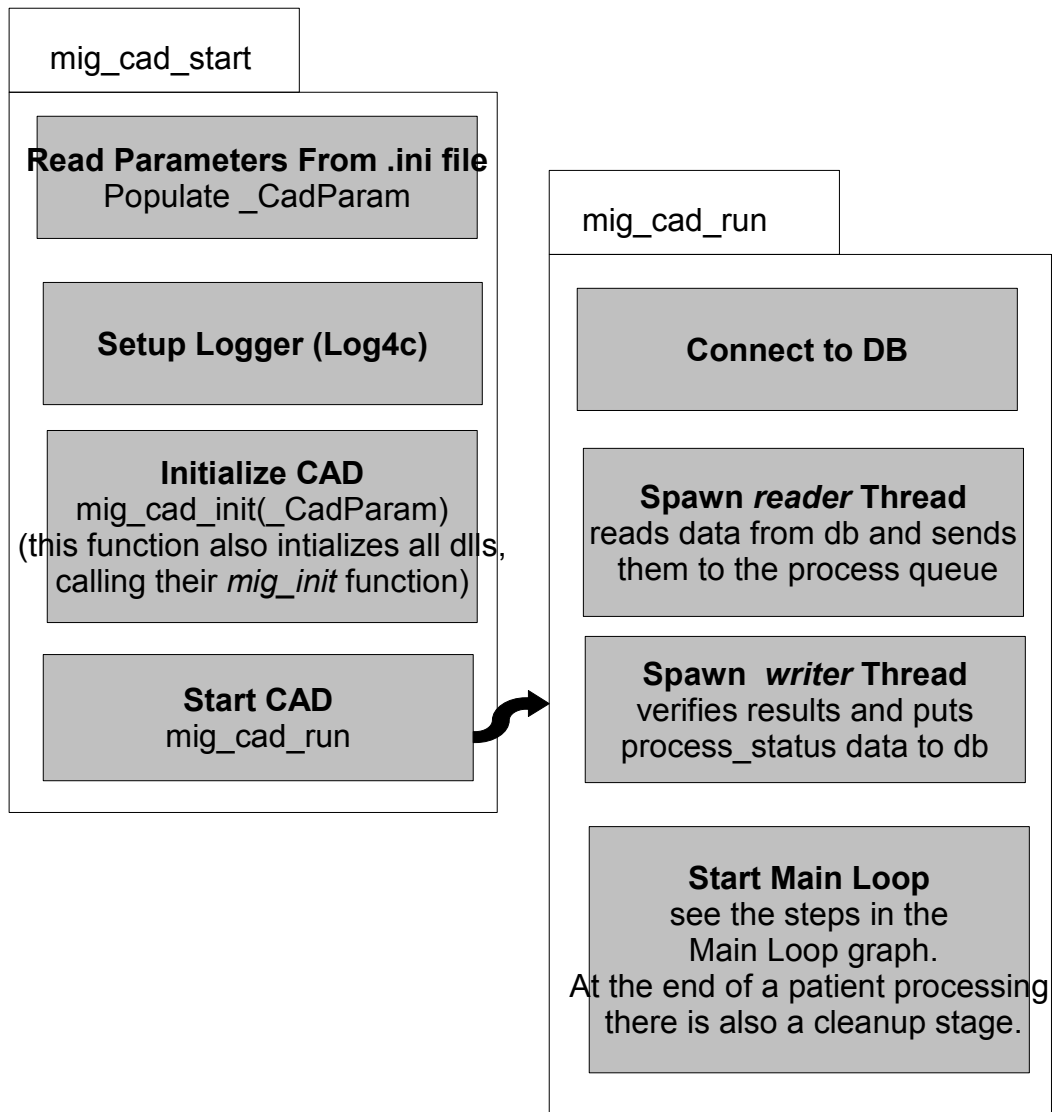 mig_cad_start
Read Parameters From .ini file
Populate _CadParam
Setup Logger (Log4c)
Initialize CAD
mig_cad_init(_CadParam)
(this function also intializes all dlls,
calling their mig_init function)
Start CAD
mig_cad_run
mig_cad_run
Connect to DB
Spawn reader Thread
reads data from db and sends
them to the process queue
Spawn writer Thread
verifies results and puts
process_status data to db
Start Main Loop
see the steps in the
Main Loop graph.
At the end of a patient processing
there is also a cleanup stage.